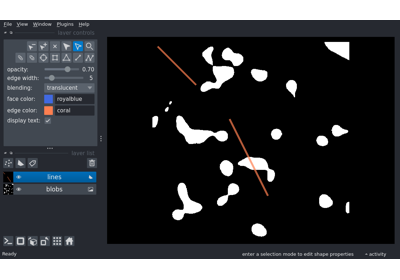 File View Window Plugins Help
layer controls
opacity: 0.70
edge width: 5
blending: translucent
face color: royalblue
edge color: coral
display text:
layer list
lines
blobs
Ready enter a selection mode to edit shape properties activity